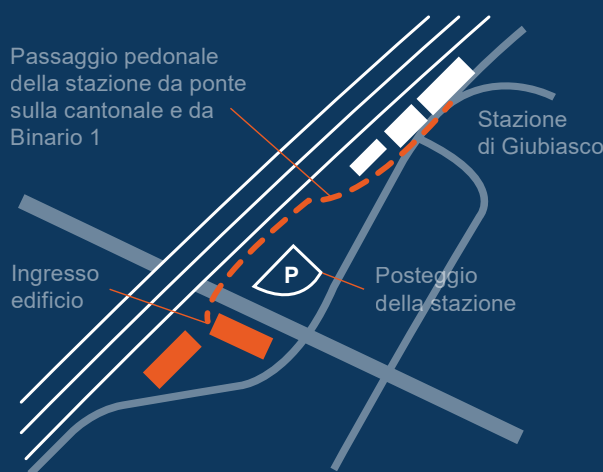 Passaggio pedonale
della stazione da ponte
sulla cantonale e da
Binario 1
Stazione
di Giubiasco
P
Ingresso
edificio
Posteggio
della stazione